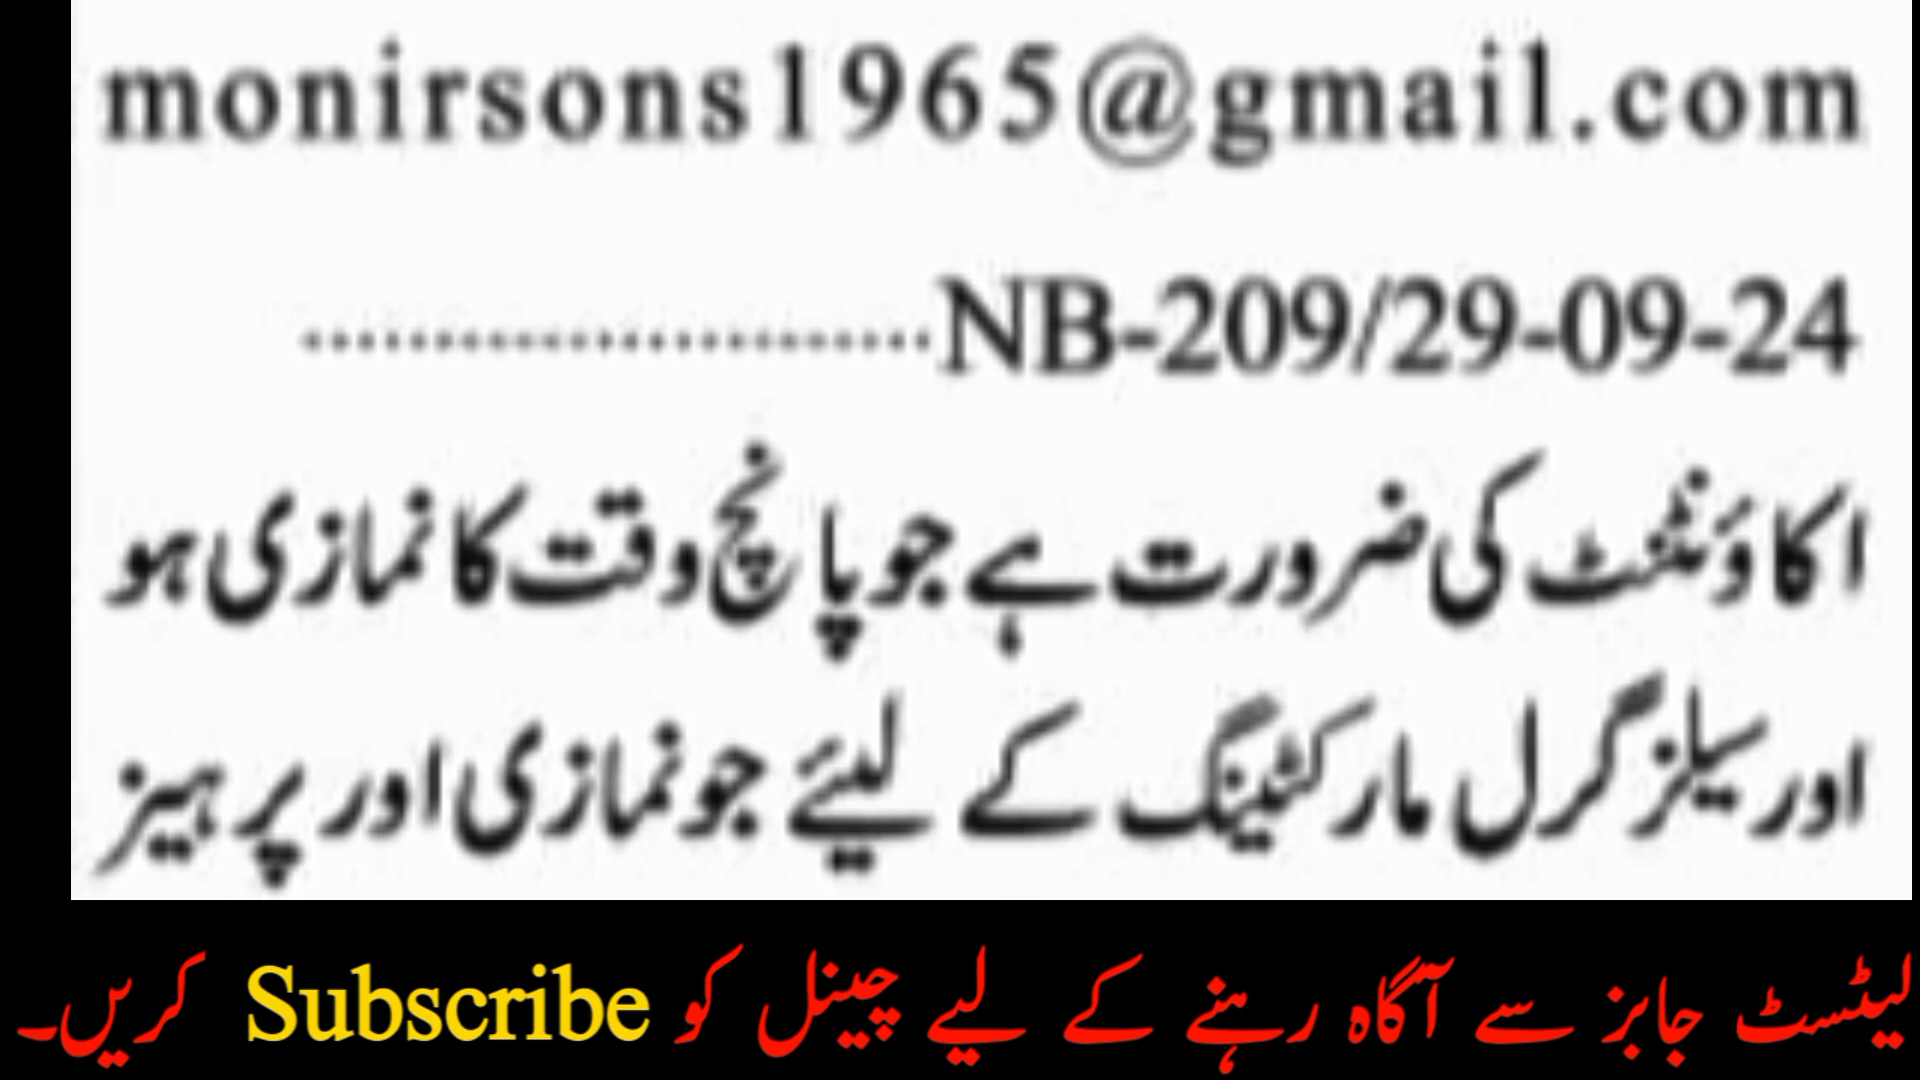 monirsons1965@gmail.com
NB-209/29-09-24........................
اکاؤنٹنٹ کی ضرورت ہے جو پانچ وقت کا نمازی ہو
اور سیلز گرل مارکٹینگ کے لیئے جو نمازی اور پرہیز
لیٹسٹ جابز سے آگاہ رہنے کے لیے چینل کو Subscribe کریں۔